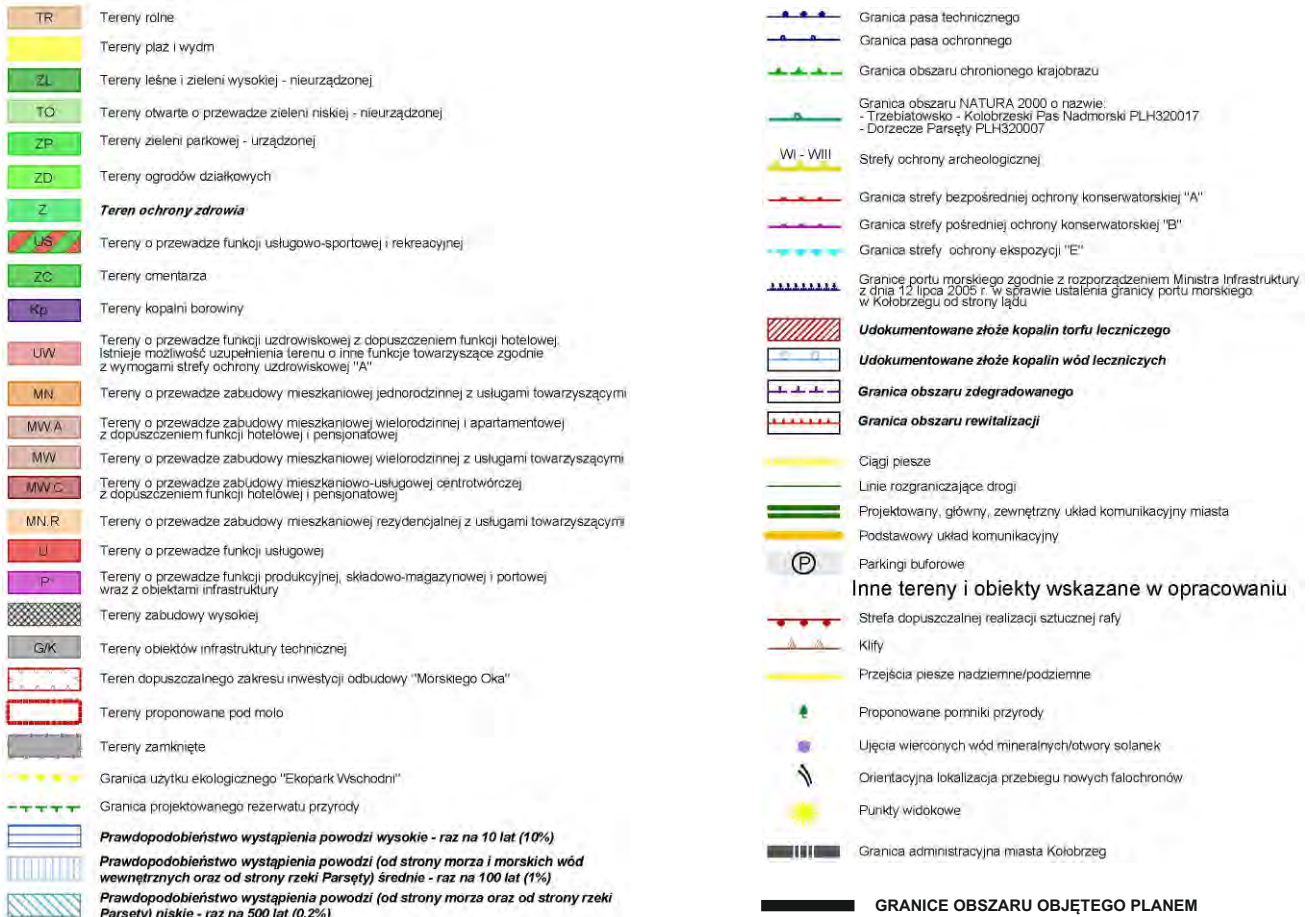 TR Tereny rolne
Tereny plaż i wydm
ZL Tereny leśne i zieleni wysokiej - nieurządzonej
TO Tereny otwarte o przewadze zieleni niskiej - nieurządzonej
ZP Tereny zieleni parkowej - urządzonej
ZD Tereny ogrodów działkowych
Z Teren ochrony zdrowia
US Tereny o przewadze funkcji usługowo-sportowej i rekreacyjnej
ZC Tereny cmentarza
Kp Tereny kopalni borowiny
Tereny o przewadze funkcji uzdrowiskowej z dopuszczeniem funkcji hotelowej.
UW Istnieje możliwość uzupełnienia terenu o inne funkcje towarzyszące zgodnie
z wymogami strefy ochrony uzdrowiskowej "A"
MN Tereny o przewadze zabudowy mieszkaniowej jednorodzinnej z usługami towarzyszącymi
MW.A Tereny o przewadze zabudowy mieszkaniowej wielorodzinnej i apartamentowej
z dopuszczeniem funkcji hotelowej i pensjonatowej
MW Tereny o przewadze zabudowy mieszkaniowej wielorodzinnej z usługami towarzyszącymi
MW.C Tereny o przewadze zabudowy mieszkaniowo-usługowej centrotwórczej
z dopuszczeniem funkcji hotelowej i pensjonatowej
MN.R Tereny o przewadze zabudowy mieszkaniowej rezydencjalnej z usługami towarzyszącymi
U Tereny o przewadze funkcji usługowej
P Tereny o przewadze funkcji produkcyjnej, składowo-magazynowej i portowej
wraz z obiektami infrastruktury
Tereny zabudowy wysokiej
G/K Tereny obiektów infrastruktury technicznej
Teren dopuszczalnego zakresu inwestycji odbudowy "Morskiego Oka"
Tereny proponowane pod molo
Tereny zamknięte
Granica użytku ekologicznego "Ekopark Wschodni"
Granica projektowanego rezerwatu przyrody
Prawdopodobieństwo wystąpienia powodzi wysokie - raz na 10 lat (10%)
Prawdopodobieństwo wystąpienia powodzi (od strony morza i morskich wód
wewnętrznych oraz od strony rzeki Parsęty) średnie - raz na 100 lat (1%)
Prawdopodobieństwo wystąpienia powodzi (od strony morza oraz od strony rzeki
Parsęty) niskie - raz na 500 lat (0,2%)
Granica pasa technicznego
Granica pasa ochronnego
Granica obszaru chronionego krajobrazu
Granica obszaru NATURA 2000 o nazwie:
- Trzebiatowsko - Kołobrzeski Pas Nadmorski PLH320017
- Dorzecze Parsęty PLH320007
WI - WIII Strefy ochrony archeologicznej
Granica strefy bezpośredniej ochrony konserwatorskiej "A"
Granica strefy pośredniej ochrony konserwatorskiej "B"
Granica strefy ochrony ekspozycji "E"
Granice portu morskiego zgodnie z rozporządzeniem Ministra Infrastruktury
z dnia 12 lipca 2005 r. w sprawie ustalenia granicy portu morskiego
w Kołobrzegu od strony lądu
Udokumentowane złoże kopalin torfu leczniczego
Udokumentowane złoże kopalin wód leczniczych
Granica obszaru zdegradowanego
Granica obszaru rewitalizacji
Ciągi piesze
Linie rozgraniczające drogi
Projektowany, główny, zewnętrzny układ komunikacyjny miasta
Podstawowy układ komunikacyjny
P Parkingi buforowe
Inne tereny i obiekty wskazane w opracowaniu
Strefa dopuszczalnej realizacji sztucznej rafy
Klify
Przejścia piesze nadziemne/podziemne
Proponowane pomniki przyrody
Ujęcia wierconych wód mineralnych/otwory solanek
Orientacyjna lokalizacja przebiegu nowych falochronów
Punkty widokowe
Granica administracyjna miasta Kołobrzeg
GRANICE OBSZARU OBJĘTEGO PLANEM